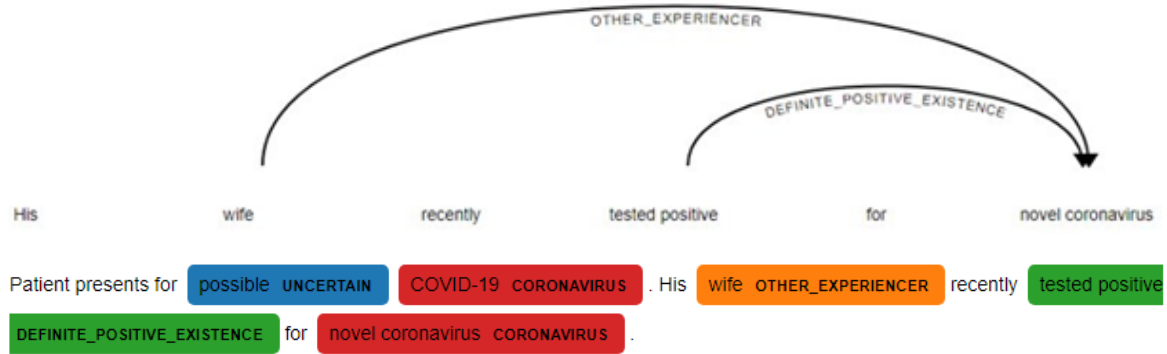 OTHER_EXPERIENCER
DEFINITE_POSITIVE_EXISTENCE
His wife recently tested positive for novel coronavirus
Patient presents for possible UNCERTAIN COVID-19 CORONAVIRUS . His wife OTHER_EXPERIENCER recently tested positive
DEFINITE_POSITIVE_EXISTENCE for novel coronavirus CORONAVIRUS .